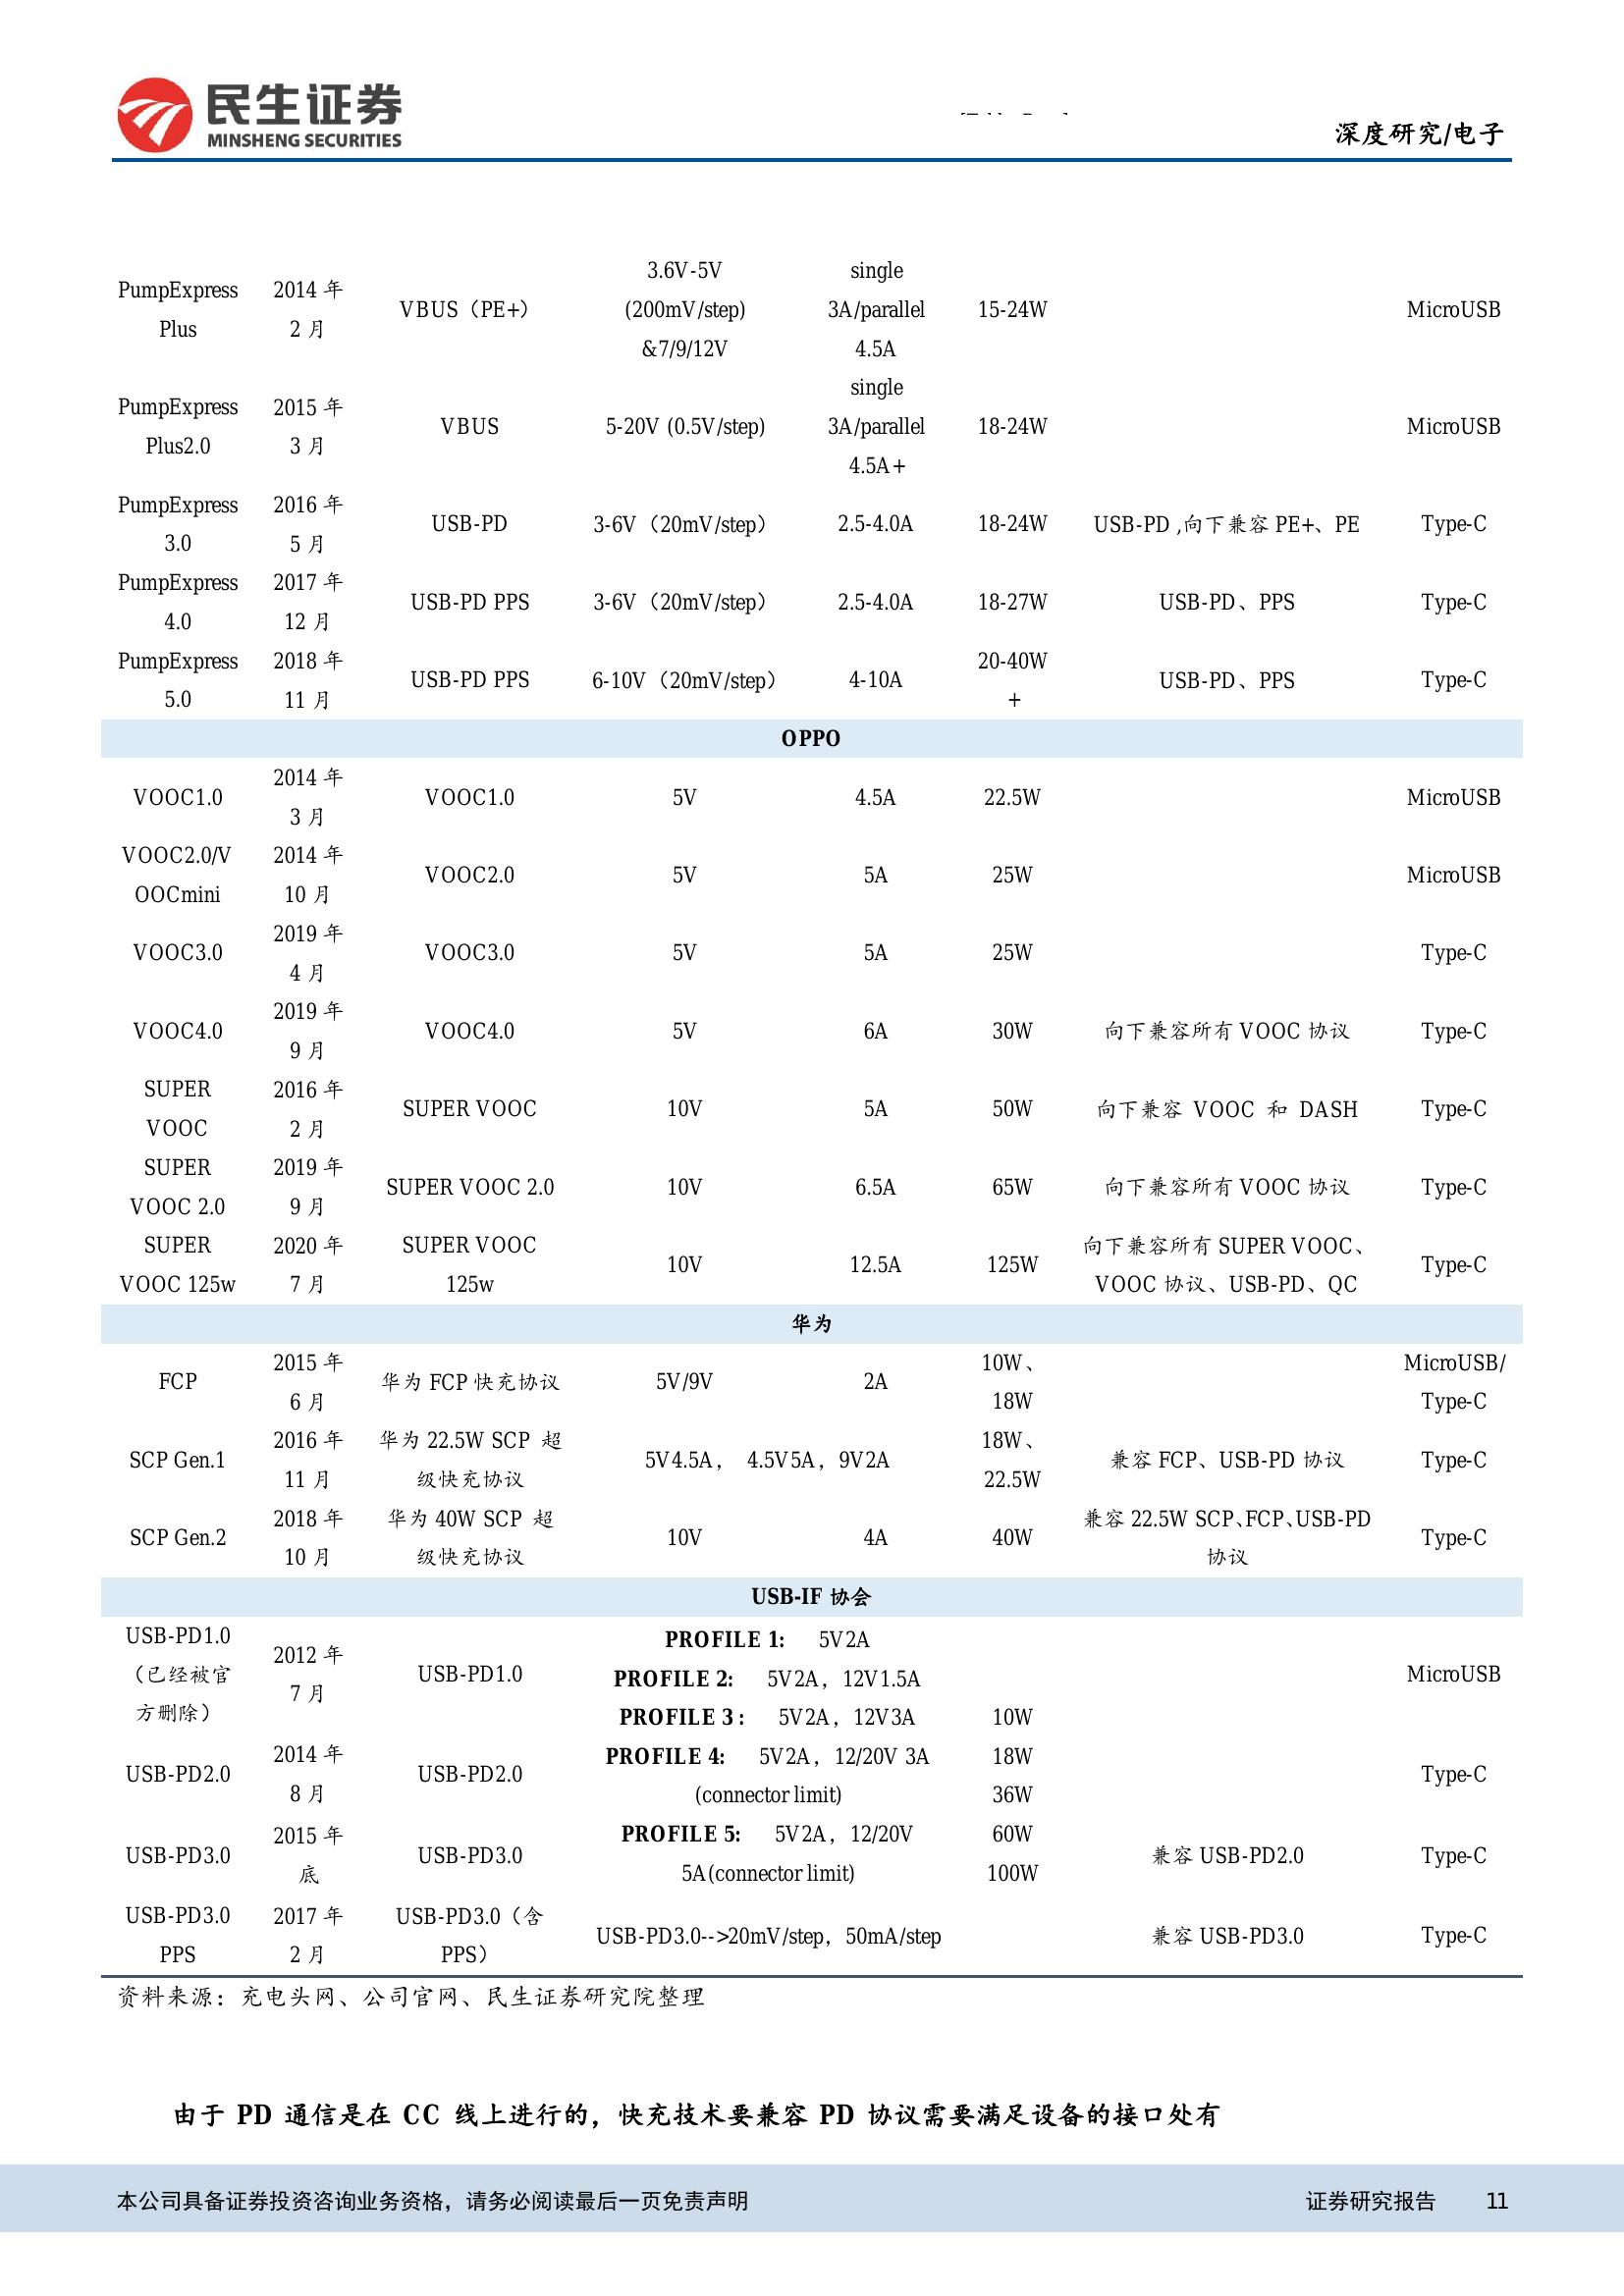 民生证券
MINSHENG SECURITIES
深度研究/电子
PumpExpress Plus 2014 年 2 月 VBUS（PE+） 3.6V-5V (200mV/step) &7/9/12V single 3A/parallel 4.5A 15-24W MicroUSB
PumpExpress Plus2.0 2015 年 3 月 VBUS 5-20V (0.5V/step) single 3A/parallel 4.5A+ 18-24W MicroUSB
PumpExpress 3.0 2016 年 5 月 USB-PD 3-6V（20mV/step） 2.5-4.0A 18-24W USB-PD ,向下兼容 PE+、PE Type-C
PumpExpress 4.0 2017 年 12 月 USB-PD PPS 3-6V（20mV/step） 2.5-4.0A 18-27W USB-PD、PPS Type-C
PumpExpress 5.0 2018 年 11 月 USB-PD PPS 6-10V（20mV/step） 4-10A 20-40W + USB-PD、PPS Type-C
OPPO
VOOC1.0 2014 年 3 月 VOOC1.0 5V 4.5A 22.5W MicroUSB
VOOC2.0/VOOCmini 2014 年 10 月 VOOC2.0 5V 5A 25W MicroUSB
VOOC3.0 2019 年 4 月 VOOC3.0 5V 5A 25W Type-C
VOOC4.0 2019 年 9 月 VOOC4.0 5V 6A 30W 向下兼容所有 VOOC 协议 Type-C
SUPER VOOC 2016 年 2 月 SUPER VOOC 10V 5A 50W 向下兼容 VOOC 和 DASH Type-C
SUPER VOOC 2.0 2019 年 9 月 SUPER VOOC 2.0 10V 6.5A 65W 向下兼容所有 VOOC 协议 Type-C
SUPER VOOC 125w 2020 年 7 月 SUPER VOOC 125w 10V 12.5A 125W 向下兼容所有 SUPER VOOC、VOOC 协议、USB-PD、QC Type-C
华为
FCP 2015 年 6 月 华为 FCP 快充协议 5V/9V 2A 10W、18W MicroUSB/Type-C
SCP Gen.1 2016 年 11 月 华为 22.5W SCP 超级快充协议 5V4.5A， 4.5V5A，9V2A 18W、22.5W 兼容 FCP、USB-PD 协议 Type-C
SCP Gen.2 2018 年 10 月 华为 40W SCP 超级快充协议 10V 4A 40W 兼容 22.5W SCP、FCP、USB-PD 协议 Type-C
USB-IF 协会
USB-PD1.0（已经被官方删除） 2012 年 7 月 USB-PD1.0 MicroUSB
USB-PD2.0 2014 年 8 月 USB-PD2.0 Type-C
USB-PD3.0 2015 年底 USB-PD3.0 兼容 USB-PD2.0 Type-C
PROFILE 1: 5V2A
PROFILE 2: 5V2A，12V1.5A
PROFILE 3 : 5V2A，12V3A
PROFILE 4: 5V2A，12/20V 3A
(connector limit)
PROFILE 5: 5V2A，12/20V
5A(connector limit)
10W
18W
36W
60W
100W
USB-PD3.0 PPS 2017 年 2 月 USB-PD3.0（含 PPS） USB-PD3.0-->20mV/step，50mA/step 兼容 USB-PD3.0 Type-C
资料来源：充电头网、公司官网、民生证券研究院整理
由于 PD 通信是在 CC 线上进行的，快充技术要兼容 PD 协议需要满足设备的接口处有
本公司具备证券投资咨询业务资格，请务必阅读最后一页免责声明 证券研究报告 11